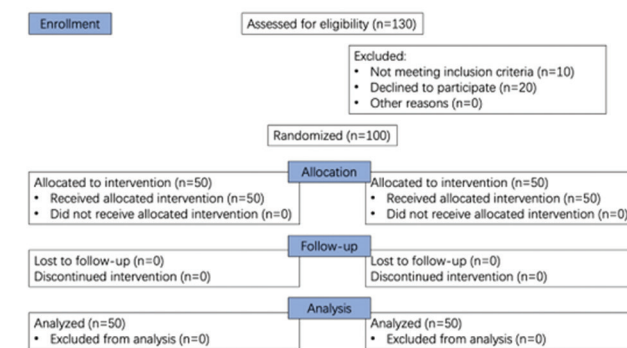 Enrollment
Assessed for eligibility (n=130)
Excluded:
• Not meeting inclusion criteria (n=10)
• Declined to participate (n=20)
• Other reasons (n=0)
Randomized (n=100)
Allocation
Allocated to intervention (n=50)
• Received allocated intervention (n=50)
• Did not receive allocated intervention (n=0)
Allocated to intervention (n=50)
• Received allocated intervention (n=50)
• Did not receive allocated intervention (n=0)
Follow-up
Lost to follow-up (n=0)
Discontinued intervention (n=0)
Lost to follow-up (n=0)
Discontinued intervention (n=0)
Analysis
Analyzed (n=50)
• Excluded from analysis (n=0)
Analyzed (n=50)
• Excluded from analysis (n=0)